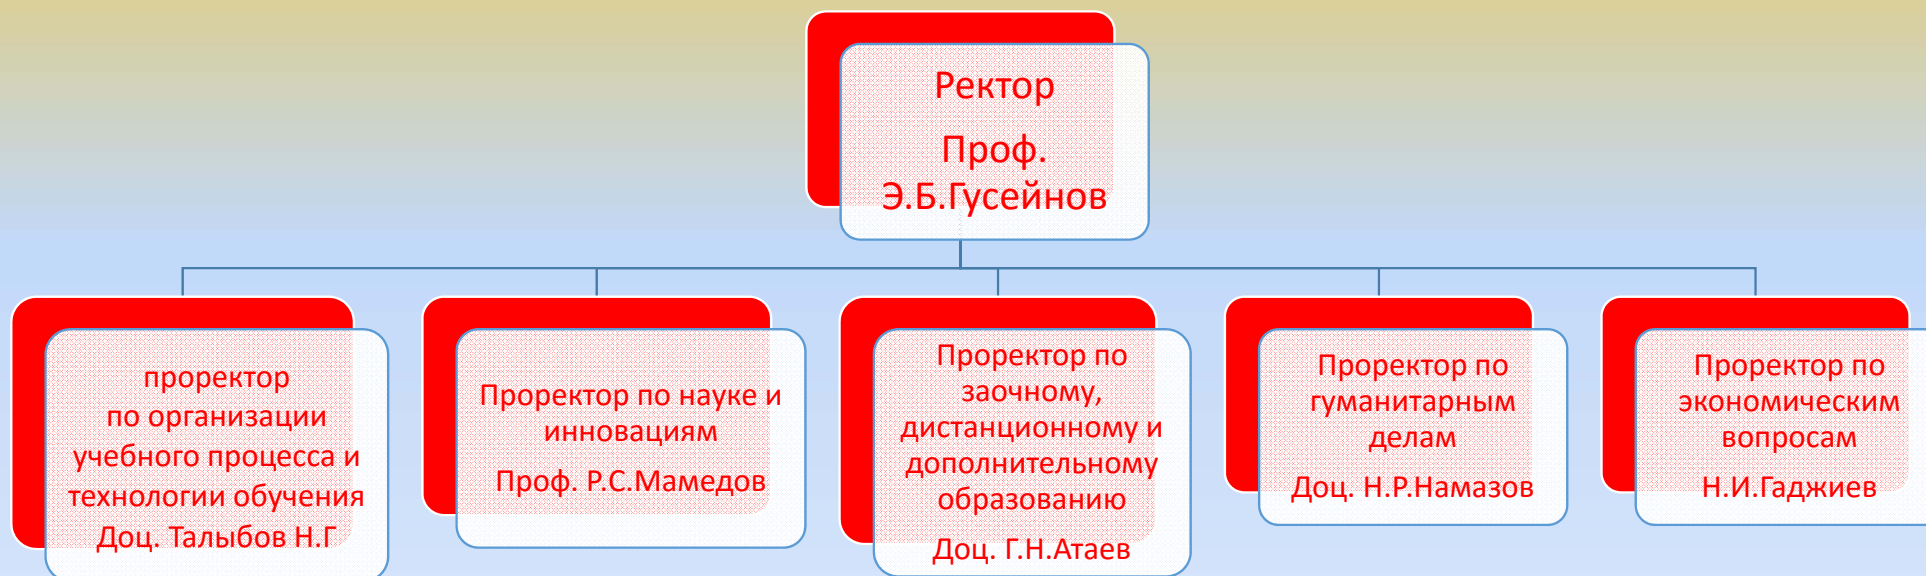 Ректор
Проф.
Э.Б.Гусейнов
проректор
по организации
учебного процесса и
технологии обучения
Доц. Талыбов Н.Г
Проректор по науке и
инновациям
Проф. Р.С.Мамедов
Проректор по
заочному,
дистанционному и
дополнительному
образованию
Доц. Г.Н.Атаев
Проректор по
гуманитарным
делам
Доц. Н.Р.Намазов
Проректор по
экономическим
вопросам
Н.И.Гаджиев